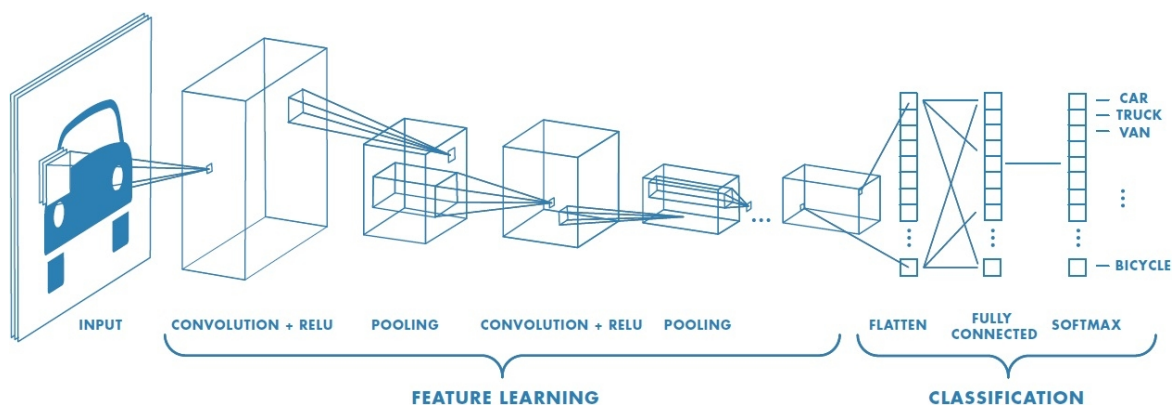 CAR
TRUCK
VAN
BICYCLE
INPUT
CONVOLUTION + RELU
POOLING
CONVOLUTION + RELU
POOLING
FLATTEN
FULLY
CONNECTED
SOFTMAX
FEATURE LEARNING
CLASSIFICATION